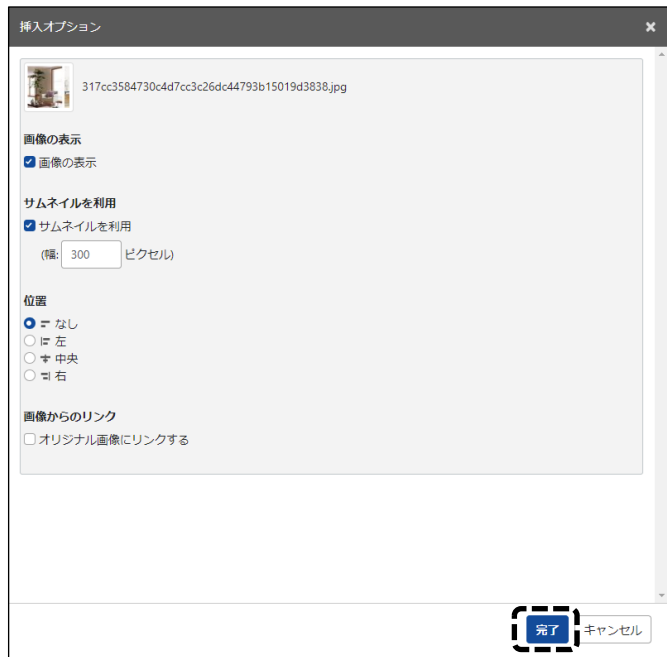 挿入オプション
317cc3584730c4d7cc3c26dc44793b15019d3838.jpg
画像の表示
画像の表示
サムネイルを利用
サムネイルを利用
(幅: 300 ピクセル)
位置
なし
左
中央
右
画像からのリンク
オリジナル画像にリンクする
完了 キャンセル